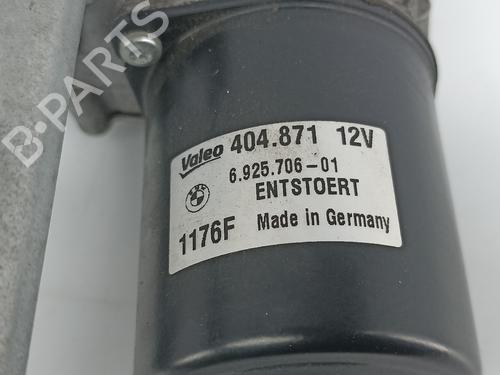 B-PARTS
Valeo 404.871 12V
6.925.706-01
ENTSTOERT
1176F Made in Germany